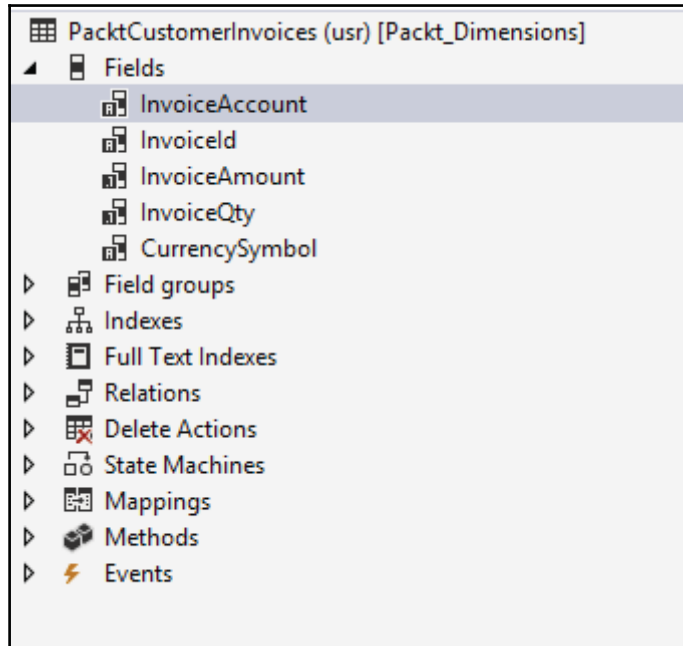 PacktCustomerInvoices (usr) [Packt_Dimensions]
Fields
InvoiceAccount
InvoiceId
InvoiceAmount
InvoiceQty
CurrencySymbol
Field groups
Indexes
Full Text Indexes
Relations
Delete Actions
State Machines
Mappings
Methods
Events